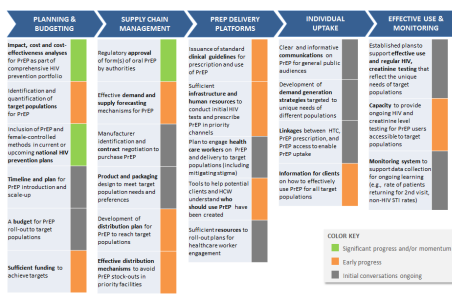 PLANNING &
BUDGETING
SUPPLY CHAIN
MANAGEMENT
PREP DELIVERY
PLATFORMS
INDIVIDUAL
UPTAKE
EFFECTIVE USE &
MONITORING
Impact, cost and cost-
effectiveness analyses
for PrEP as part of
comprehensive HIV
prevention portfolio
Identification and
quantification of
target populations
for PrEP
Inclusion of PrEP and
female-controlled
methods in current or
upcoming national HIV
prevention plans
Timeline and plan for
PrEP introduction and
scale-up
A budget for PrEP
roll-out to target
populations
Sufficient funding to
achieve targets
Regulatory approval
of form(s) of oral PrEP
by authorities
Effective demand and
supply forecasting
mechanisms for PrEP
Manufacturer
identification and
contract negotiation to
purchase PrEP
Product and packaging
design to meet target
population needs and
preferences
Development of
distribution plan for
PrEP to reach target
populations
Effective distribution
mechanisms to avoid
PrEP stock-outs in
priority facilities
Issuance of standard
clinical guidelines for
prescription and use of
PrEP
Sufficient
infrastructure and
human resources to
conduct initial HIV
tests and prescribe
PrEP in priority
channels
Plan to engage health
care workers on PrEP
and delivery to target
populations (including
mitigating stigma)
Tools to help potential
clients and HCW
understand who
should use PrEP have
been created
Sufficient resources to
roll-out plans for
healthcare worker
engagement
Clear and informative
communications on
PrEP for general public
audiences
Development of
demand generation
strategies targeted to
unique needs of
different populations
Linkages between HTC,
PrEP prescription, and
PrEP access to enable
PrEP uptake
Information for clients
on how to effectively
use PrEP for all target
populations
Established plans to
support effective use
and regular HIV,
creatinine testing that
reflect the unique
needs of target
populations
Capacity to provide
ongoing HIV and
creatinine level
testing for PrEP users
accessible to target
populations
Monitoring system to
support data collection
for ongoing learning
(e.g., rate of patients
returning for 2nd visit,
non-HIV STI rates)
COLOR KEY
Significant progress and/or momentum
Early progress
Initial conversations ongoing